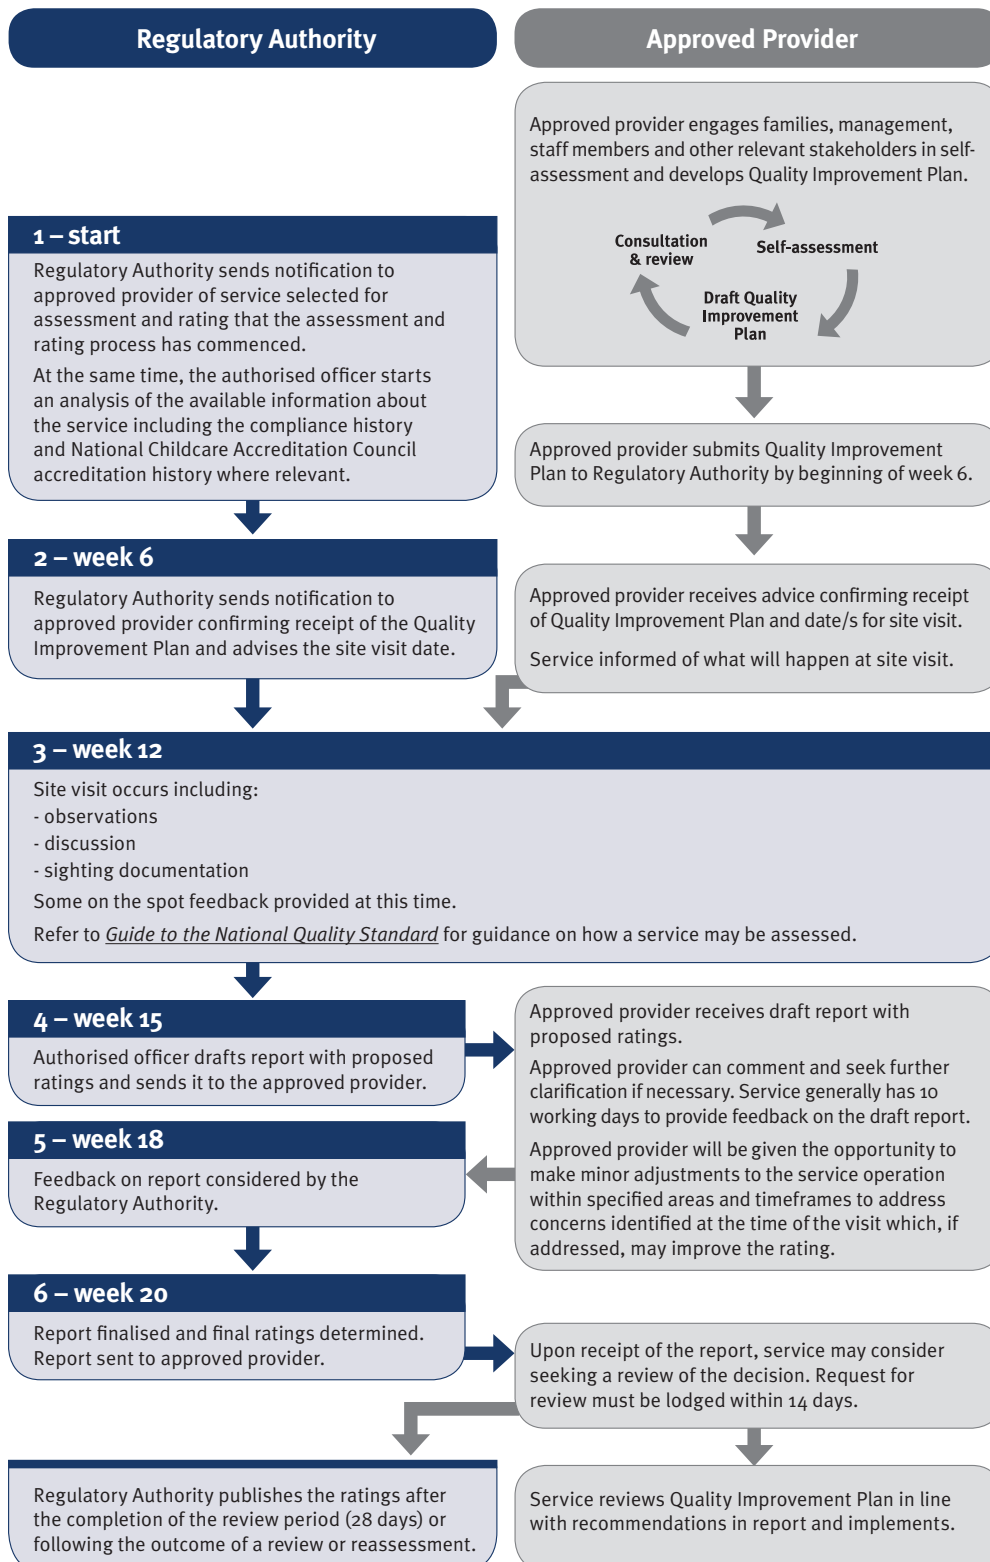 Regulatory Authority
Approved Provider
Approved provider engages families, management,
staff members and other relevant stakeholders in self-
assessment and develops Quality Improvement Plan.
Consultation
& review
Self-assessment
Draft Quality
Improvement
Plan
1 – start
Regulatory Authority sends notification to
approved provider of service selected for
assessment and rating that the assessment and
rating process has commenced.
At the same time, the authorised officer starts
an analysis of the available information about
the service including the compliance history
and National Childcare Accreditation Council
accreditation history where relevant.
Approved provider submits Quality Improvement
Plan to Regulatory Authority by beginning of week 6.
2 – week 6
Regulatory Authority sends notification to
approved provider confirming receipt of the Quality
Improvement Plan and advises the site visit date.
Approved provider receives advice confirming receipt
of Quality Improvement Plan and date/s for site visit.
Service informed of what will happen at site visit.
3 – week 12
Site visit occurs including:
- observations
- discussion
- sighting documentation
Some on the spot feedback provided at this time.
Refer to Guide to the National Quality Standard for guidance on how a service may be assessed.
4 – week 15
Authorised officer drafts report with proposed
ratings and sends it to the approved provider.
Approved provider receives draft report with
proposed ratings.
Approved provider can comment and seek further
clarification if necessary. Service generally has 10
working days to provide feedback on the draft report.
Approved provider will be given the opportunity to
make minor adjustments to the service operation
within specified areas and timeframes to address
concerns identified at the time of the visit which, if
addressed, may improve the rating.
5 – week 18
Feedback on report considered by the
Regulatory Authority.
6 – week 20
Report finalised and final ratings determined.
Report sent to approved provider.
Upon receipt of the report, service may consider
seeking a review of the decision. Request for
review must be lodged within 14 days.
Regulatory Authority publishes the ratings after
the completion of the review period (28 days) or
following the outcome of a review or reassessment.
Service reviews Quality Improvement Plan in line
with recommendations in report and implements.